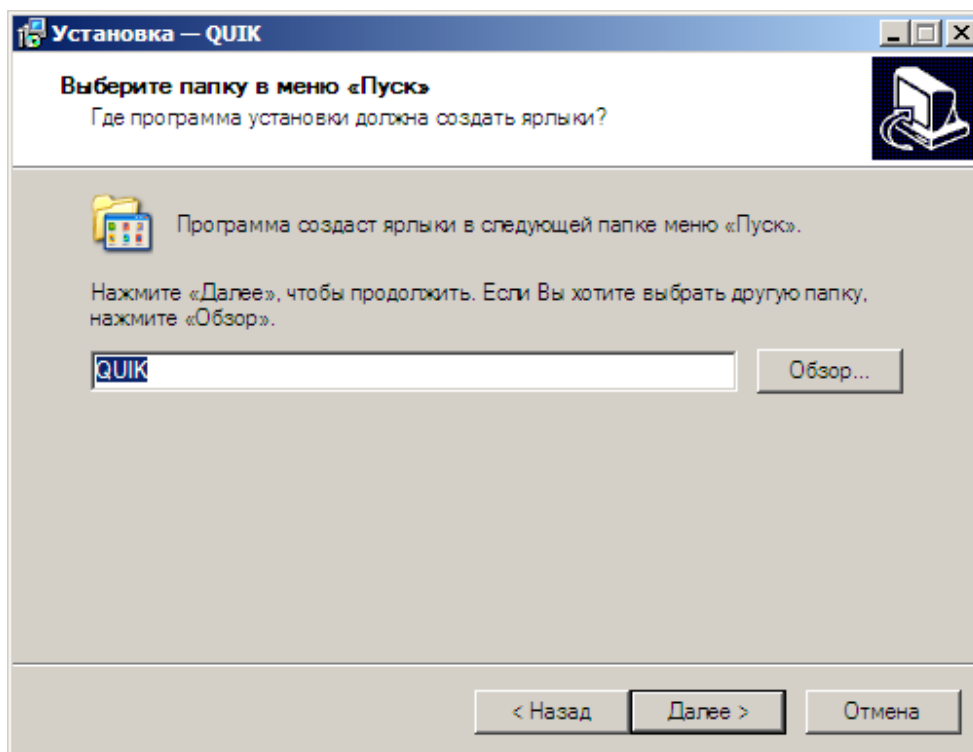 Установка — QUIK
Выберите папку в меню «Пуск»
Где программа установки должна создать ярлыки?
Программа создаст ярлыки в следующей папке меню «Пуск».
Нажмите «Далее», чтобы продолжить. Если Вы хотите выбрать другую папку,
нажмите «Обзор».
QUIK
Обзор...
< Назад
Далее >
Отмена